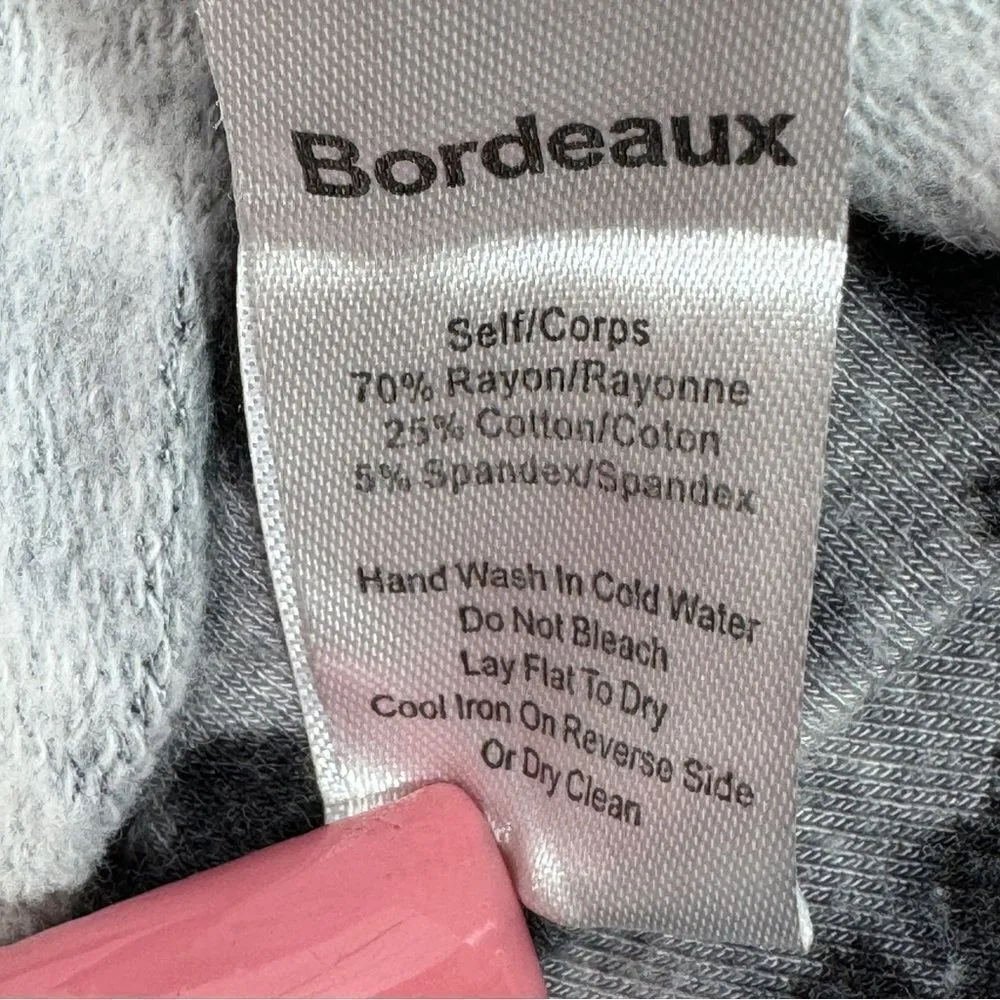 Bordeaux
Self/Corps
70% Rayon/Rayonne
25% Cotton/Coton
5% Spandex/Spandex
Hand Wash In Cold Water
Do Not Bleach
Lay Flat To Dry
Cool Iron On Reverse Side
Or Dry Clean